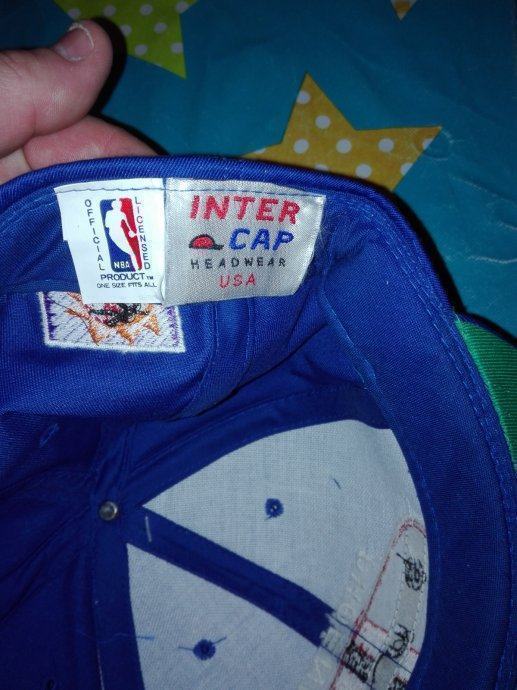 OFFICIAL
LICENSED
NBA
PRODUCT™
ONE SIZE FITS ALL
INTER
CAP
HEADWEAR
USA